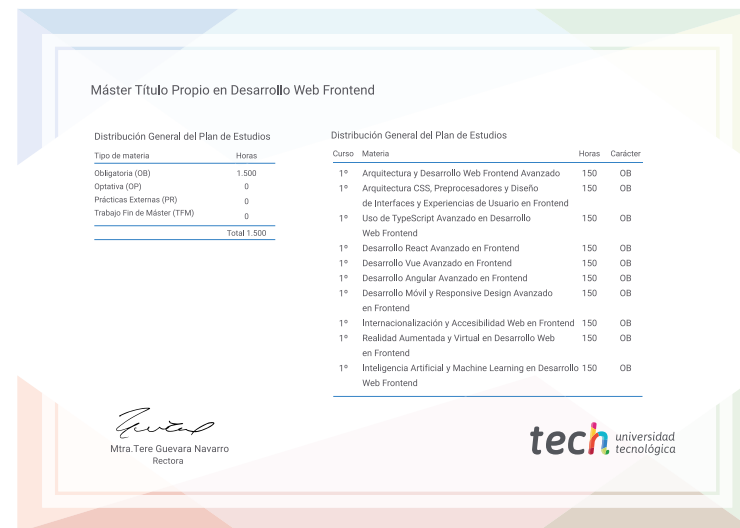 Máster Título Propio en Desarrollo Web Frontend
Distribución General del Plan de Estudios
Tipo de materia Horas
Obligatoria (OB) 1.500
Optativa (OP) 0
Prácticas Externas (PR) 0
Trabajo Fin de Máster (TFM) 0
Total 1.500
Distribución General del Plan de Estudios
Curso Materia Horas Carácter
1º Arquitectura y Desarrollo Web Frontend Avanzado 150 OB
1º Arquitectura CSS, Preprocesadores y Diseño 150 OB
de Interfaces y Experiencias de Usuario en Frontend
1º Uso de TypeScript Avanzado en Desarrollo 150 OB
Web Frontend
1º Desarrollo React Avanzado en Frontend 150 OB
1º Desarrollo Vue Avanzado en Frontend 150 OB
1º Desarrollo Angular Avanzado en Frontend 150 OB
1º Desarrollo Móvil y Responsive Design Avanzado 150 OB
en Frontend
1º Internacionalización y Accesibilidad Web en Frontend 150 OB
1º Realidad Aumentada y Virtual en Desarrollo Web 150 OB
en Frontend
1º Inteligencia Artificial y Machine Learning en Desarrollo 150 OB
Web Frontend
Mtra.Tere Guevara Navarro
Rectora
tech universidad
tecnológica